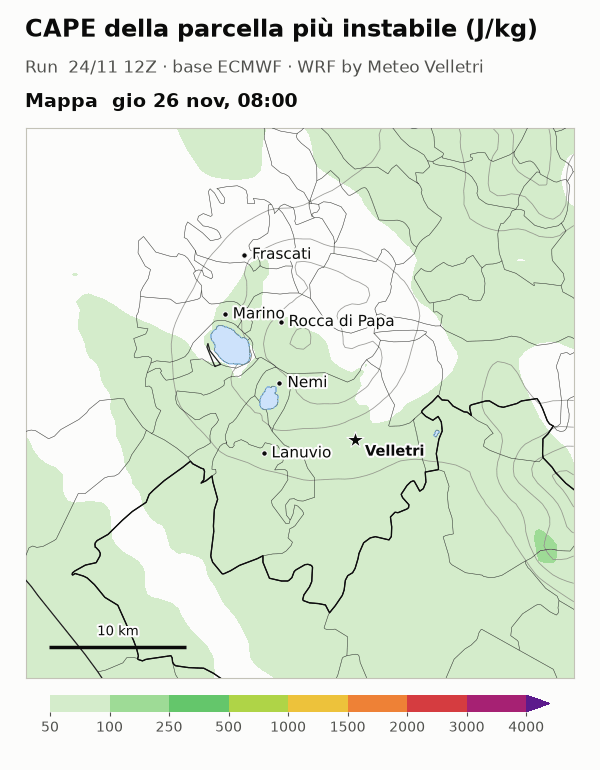 CAPE della parcella più instabile (J/kg)
Run  24/11 12Z · base ECMWF · WRF by Meteo Velletri
Mappa  gio 26 nov, 08:00
Frascati
Marino
Rocca di Papa
Nemi
Velletri
Lanuvio
10 km
50 100 250 500 1000 1500 2000 3000 4000